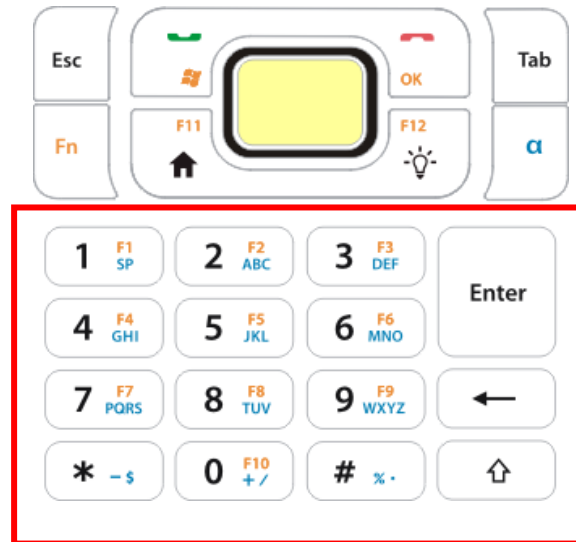 Esc
Tab
OK
Fn
F11
F12
α
1 F1 SP
2 F2 ABC
3 F3 DEF
Enter
4 F4 GHI
5 F5 JKL
6 F6 MNO
7 F7 PQRS
8 F8 TUV
9 F9 WXYZ
* - $
0 F10 + /
# % .